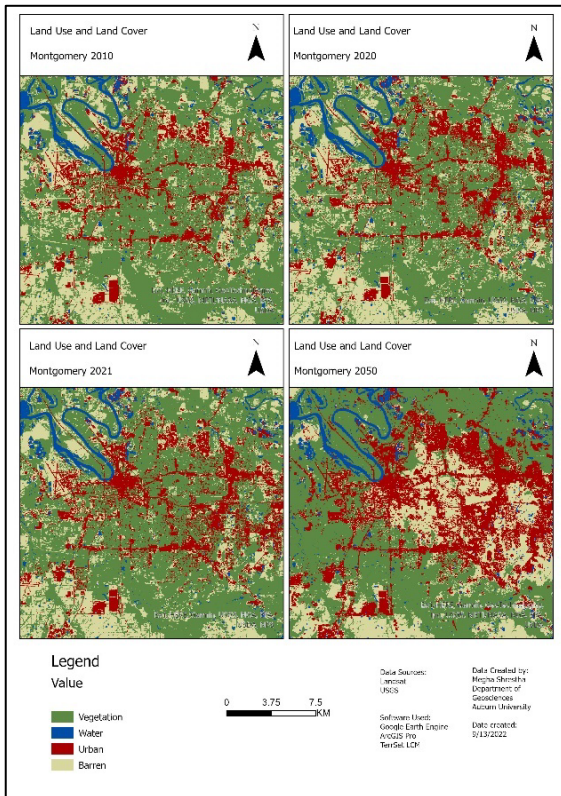 Land Use and Land Cover
Montgomery 2010
N
Land Use and Land Cover
Montgomery 2020
N
Land Use and Land Cover
Montgomery 2021
N
Land Use and Land Cover
Montgomery 2050
N
Legend
Value
Vegetation
Water
Urban
Barren
0 3.75 7.5
KM
Data Sources:
Landsat
USGS
Software Used:
Google Earth Engine
ArcGIS Pro
TerrSet LCM
Data Created by:
Megha Shrestha
Department of
Geosciences
Auburn University
Date created:
9/13/2022